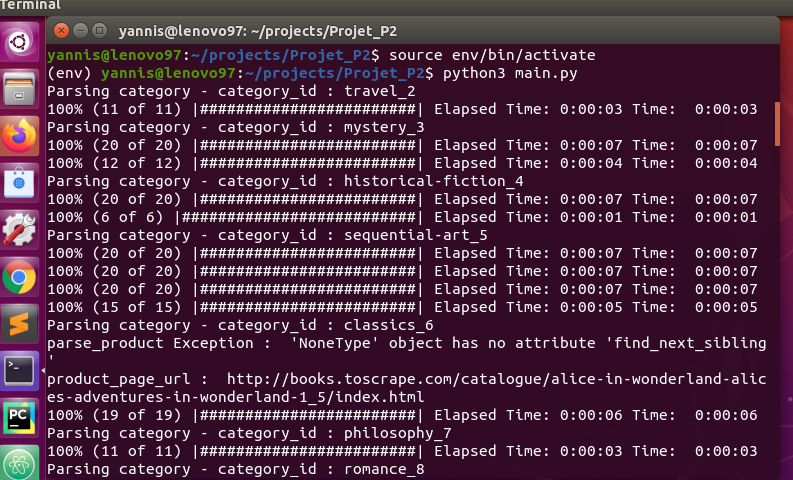 Terminal
yannis@lenovo97: ~/projects/Projet_P2
yannis@lenovo97:~/projects/Projet_P2$ source env/bin/activate
(env) yannis@lenovo97:~/projects/Projet_P2$ python3 main.py
Parsing category - category_id : travel_2
100% (11 of 11) |########################| Elapsed Time: 0:00:03 Time:  0:00:03
Parsing category - category_id : mystery_3
100% (20 of 20) |########################| Elapsed Time: 0:00:07 Time:  0:00:07
100% (12 of 12) |########################| Elapsed Time: 0:00:04 Time:  0:00:04
Parsing category - category_id : historical-fiction_4
100% (20 of 20) |########################| Elapsed Time: 0:00:07 Time:  0:00:07
100% (6 of 6) |##########################| Elapsed Time: 0:00:01 Time:  0:00:01
Parsing category - category_id : sequential-art_5
100% (20 of 20) |########################| Elapsed Time: 0:00:07 Time:  0:00:07
100% (20 of 20) |########################| Elapsed Time: 0:00:07 Time:  0:00:07
100% (20 of 20) |########################| Elapsed Time: 0:00:07 Time:  0:00:07
100% (15 of 15) |########################| Elapsed Time: 0:00:05 Time:  0:00:05
Parsing category - category_id : classics_6
parse_product Exception :  'NoneType' object has no attribute 'find_next_sibling
'
product_page_url :  http://books.toscrape.com/catalogue/alice-in-wonderland-alic
es-adventures-in-wonderland-1_5/index.html
100% (19 of 19) |########################| Elapsed Time: 0:00:06 Time:  0:00:06
Parsing category - category_id : philosophy_7
100% (11 of 11) |########################| Elapsed Time: 0:00:03 Time:  0:00:03
Parsing category - category_id : romance_8
PC